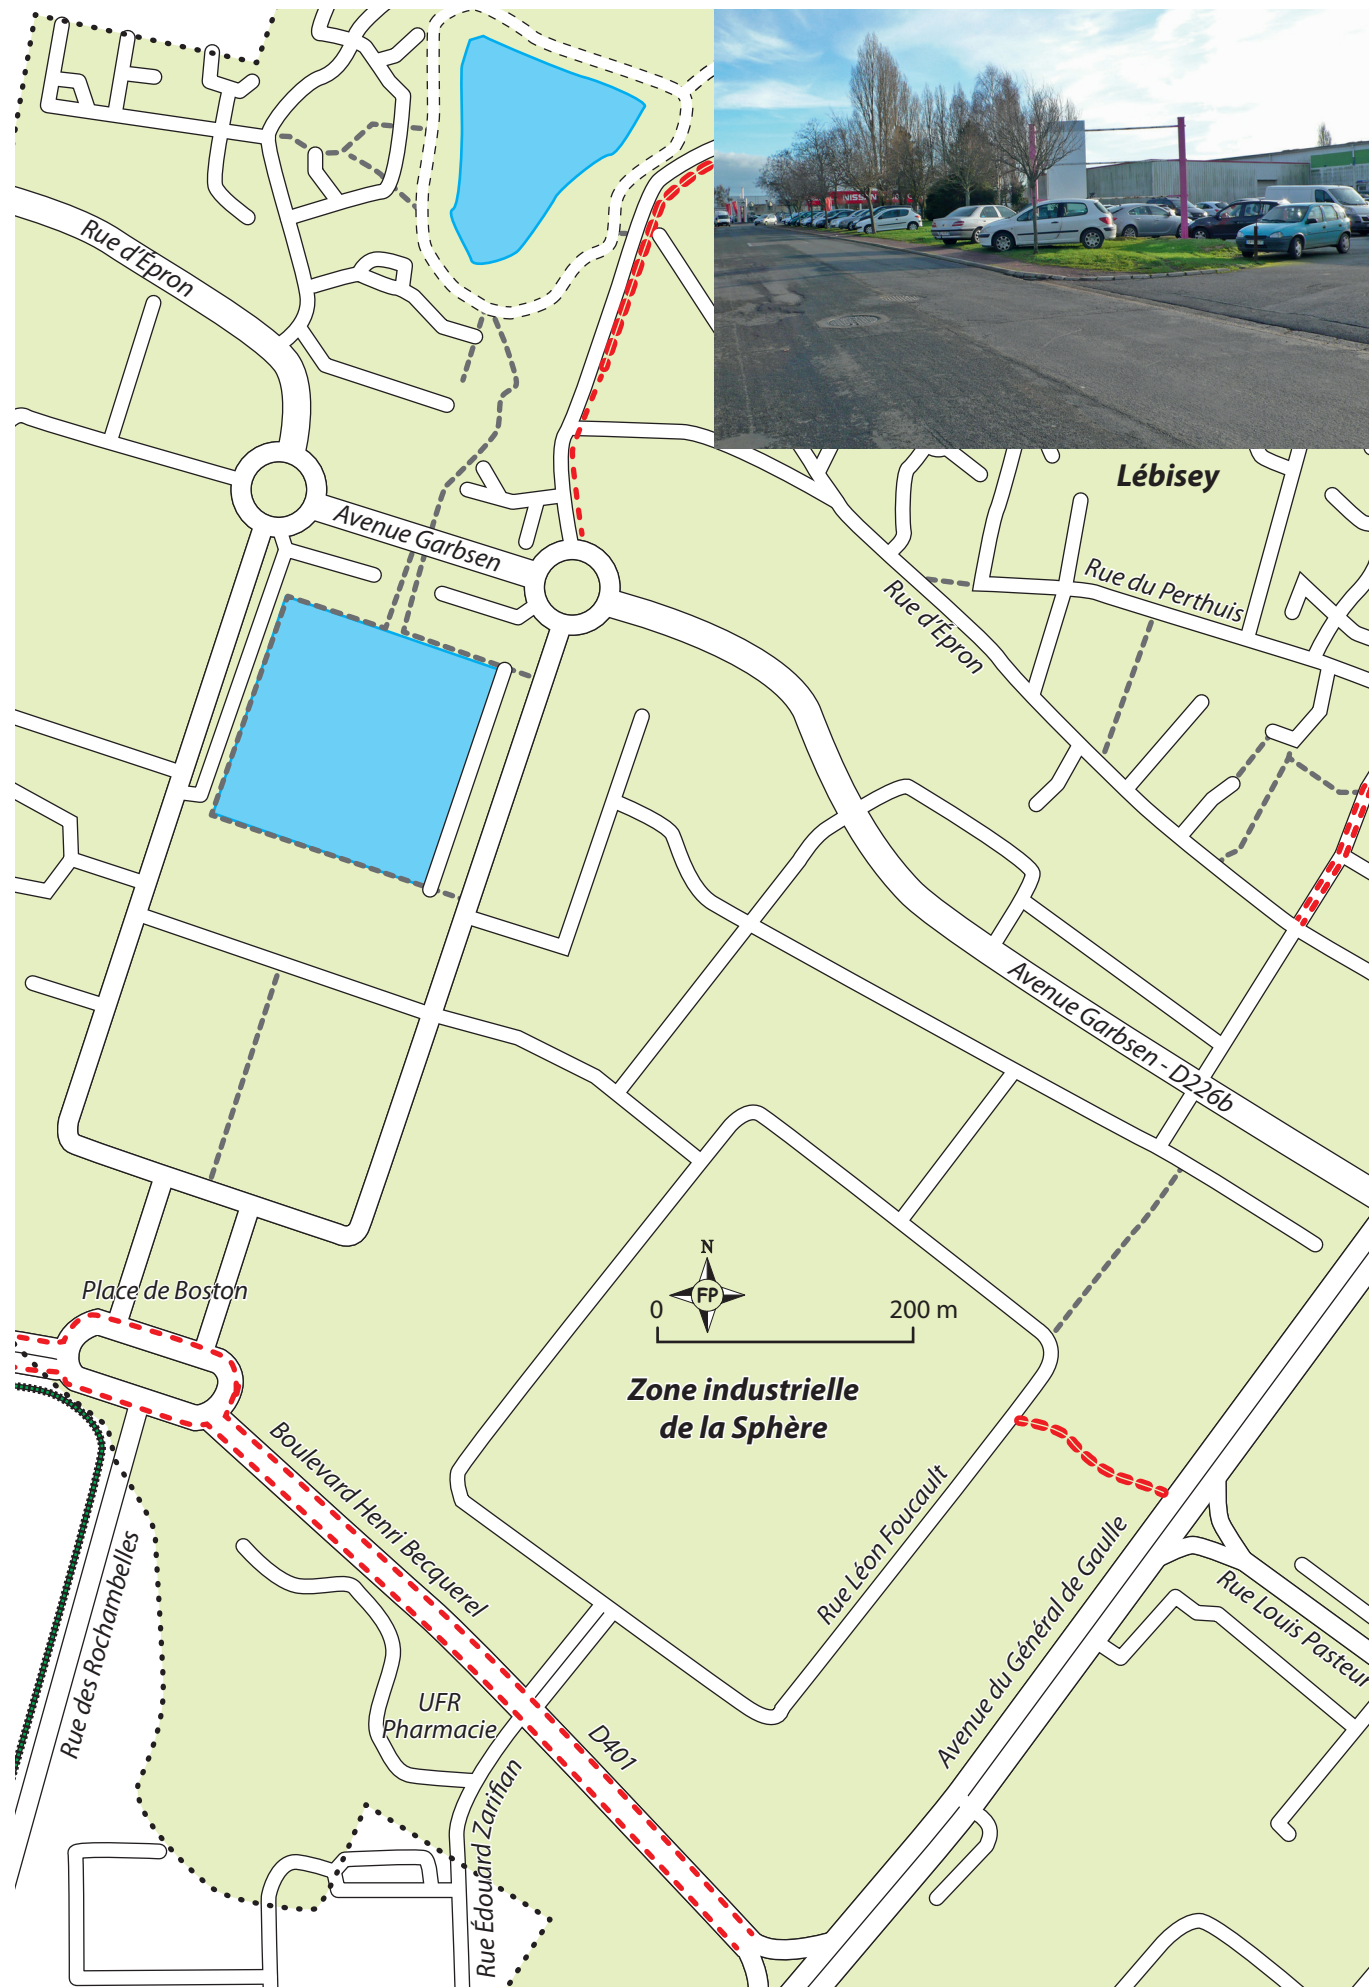 NISSAN
Lébisey
Rue d'Épron
Avenue Garbsen
Rue du Perthuis
Rue d'Épron
Avenue Garbsen - D226b
N
FP
0 200 m
Place de Boston
Zone industrielle
de la Sphère
Boulevard Henri Becquerel
Rue Léon Foucault
Rue des Rochambelles
Avenue du Général de Gaulle
Rue Louis Pasteur
UFR
Pharmacie
D401
Rue Édouard Zarifian